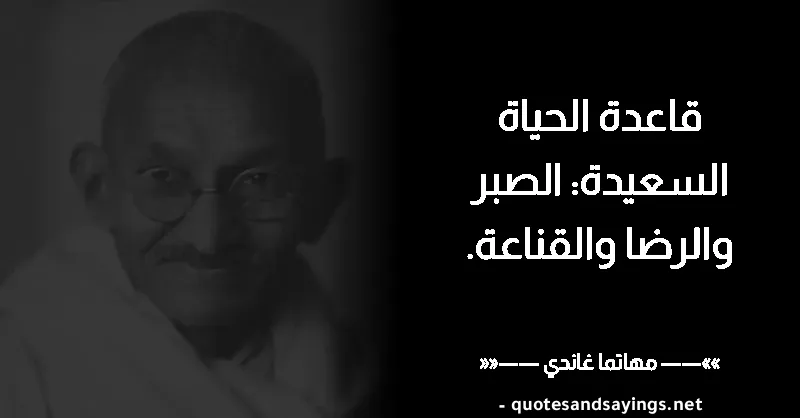 قاعدة الحياة
السعيدة: الصبر
والرضا والقناعة.
»»—— مهاتما غاندي ——««
- quotesandsayings.net